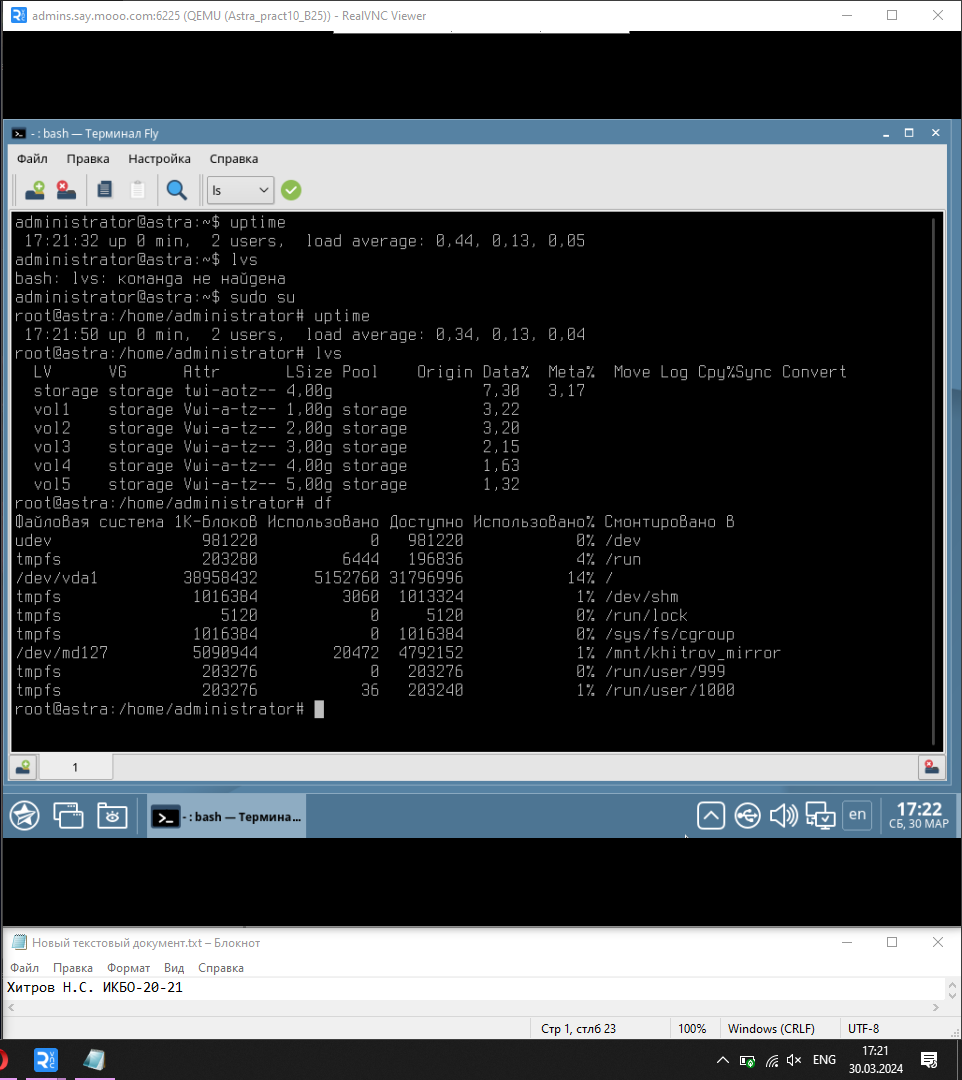 admins.say.mooo.com:6225 (QEMU (Astra_pract10_B25)) - RealVNC Viewer
- : bash — Терминал Fly
Файл Правка Настройка Справка
ls
administrator@astra:~$ uptime
 17:21:32 up 0 min,  2 users,  load average: 0,44, 0,13, 0,05
administrator@astra:~$ lvs
bash: lvs: команда не найдена
administrator@astra:~$ sudo su
root@astra:/home/administrator# uptime
 17:21:50 up 0 min,  2 users,  load average: 0,34, 0,13, 0,04
root@astra:/home/administrator# lvs
  LV      VG      Attr       LSize Pool    Origin Data%  Meta%  Move Log Cpy%Sync Convert
  storage storage twi-aotz-- 4,00g                7,30   3,17
  vol1    storage Vwi-a-tz-- 1,00g storage        3,22
  vol2    storage Vwi-a-tz-- 2,00g storage        3,20
  vol3    storage Vwi-a-tz-- 3,00g storage        2,15
  vol4    storage Vwi-a-tz-- 4,00g storage        1,63
  vol5    storage Vwi-a-tz-- 5,00g storage        1,32
root@astra:/home/administrator# df
Файловая система 1K-блоков Использовано Доступно Использовано% Смонтировано в
udev                981220            0   981220            0% /dev
tmpfs               203280         6444   196836            4% /run
/dev/vda1         38958432      5152760 31796996           14% /
tmpfs              1016384         3060  1013324            1% /dev/shm
tmpfs                 5120            0     5120            0% /run/lock
tmpfs              1016384            0  1016384            0% /sys/fs/cgroup
/dev/md127         5090944        20472  4792152            1% /mnt/khitrov_mirror
tmpfs               203276            0   203276            0% /run/user/999
tmpfs               203276           36   203240            1% /run/user/1000
root@astra:/home/administrator#
1
- : bash — Термина...
en
17:22
СБ, 30 МАР
Новый текстовый документ.txt – Блокнот
Файл Правка Формат Вид Справка
Хитров Н.С. ИКБО-20-21
Стр 1, стлб 23 100% Windows (CRLF) UTF-8
VNC
ENG
17:21
30.03.2024